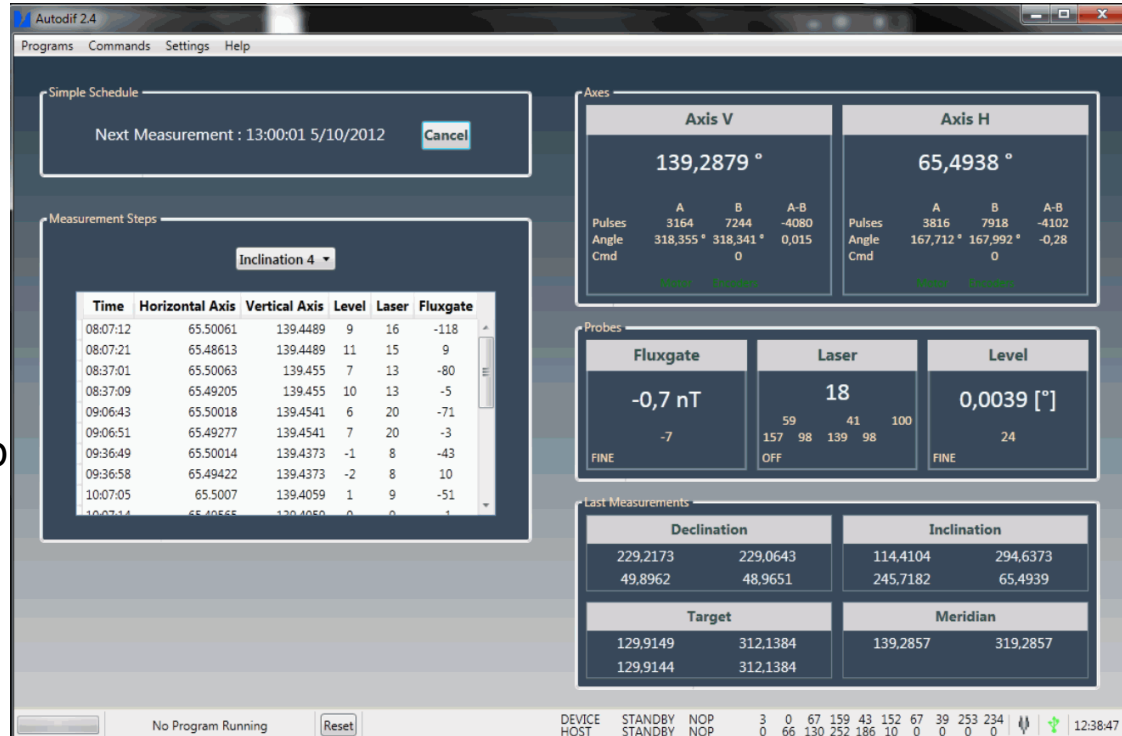 Autodif 2.4
Programs Commands Settings Help
Simple Schedule
Next Measurement : 13:00:01 5/10/2012 Cancel
Measurement Steps
Inclination 4
Time Horizontal Axis Vertical Axis Level Laser Fluxgate
08:07:12 65.50061 139.4489 9 16 -118
08:07:21 65.48613 139.4489 11 15 9
08:37:01 65.50063 139.455 7 13 -80
08:37:09 65.49205 139.455 10 13 -5
09:06:43 65.50018 139.4541 6 20 -71
09:06:51 65.49277 139.4541 7 20 -3
09:36:49 65.50014 139.4373 -1 8 -43
09:36:58 65.49422 139.4373 -2 8 10
10:07:05 65.5007 139.4059 1 9 -51
Axes
Axis V
139,2879 °
A B A-B
Pulses 3164 7244 -4080
Angle 318,355 ° 318,341 ° 0,015
Cmd 0
Motor Encoders
Axis H
65,4938 °
A B A-B
Pulses 3816 7918 -4102
Angle 167,712 ° 167,992 ° -0,28
Cmd 0
Motor Encoders
Probes
Fluxgate
-0,7 nT
-7
FINE
Laser
18
59 41 100
157 98 139 98
OFF
Level
0,0039 [°]
24
FINE
Last Measurements
Declination
229,2173 229,0643
49,8962 48,9651
Inclination
114,4104 294,6373
245,7182 65,4939
Target
129,9149 312,1384
129,9144 312,1384
Meridian
139,2857 319,2857
No Program Running Reset
DEVICE STANDBY NOP 3 0 67 159 43 152 67 39 253 234
HOST STANDBY NOP 0 66 130 252 186 10 0 0 0 0
12:38:47